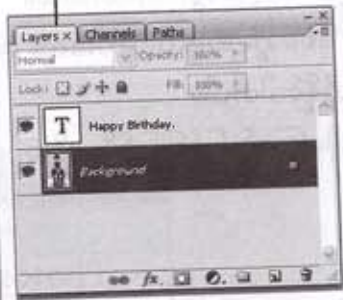 Layers × Channels Paths
Normal Opacity: 100%
Lock: Fill: 100%
T Happy Birthday.
Background
fx.